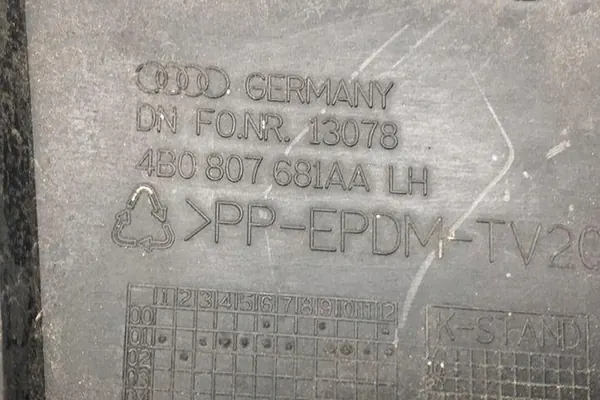 GERMANY
DN FO.NR. 13078
4B0 807 681AA LH
>PP-EPDM-TV20
1 2 3 4 5 6 7 8 9 10 11 12
00
01
02
K-STAND